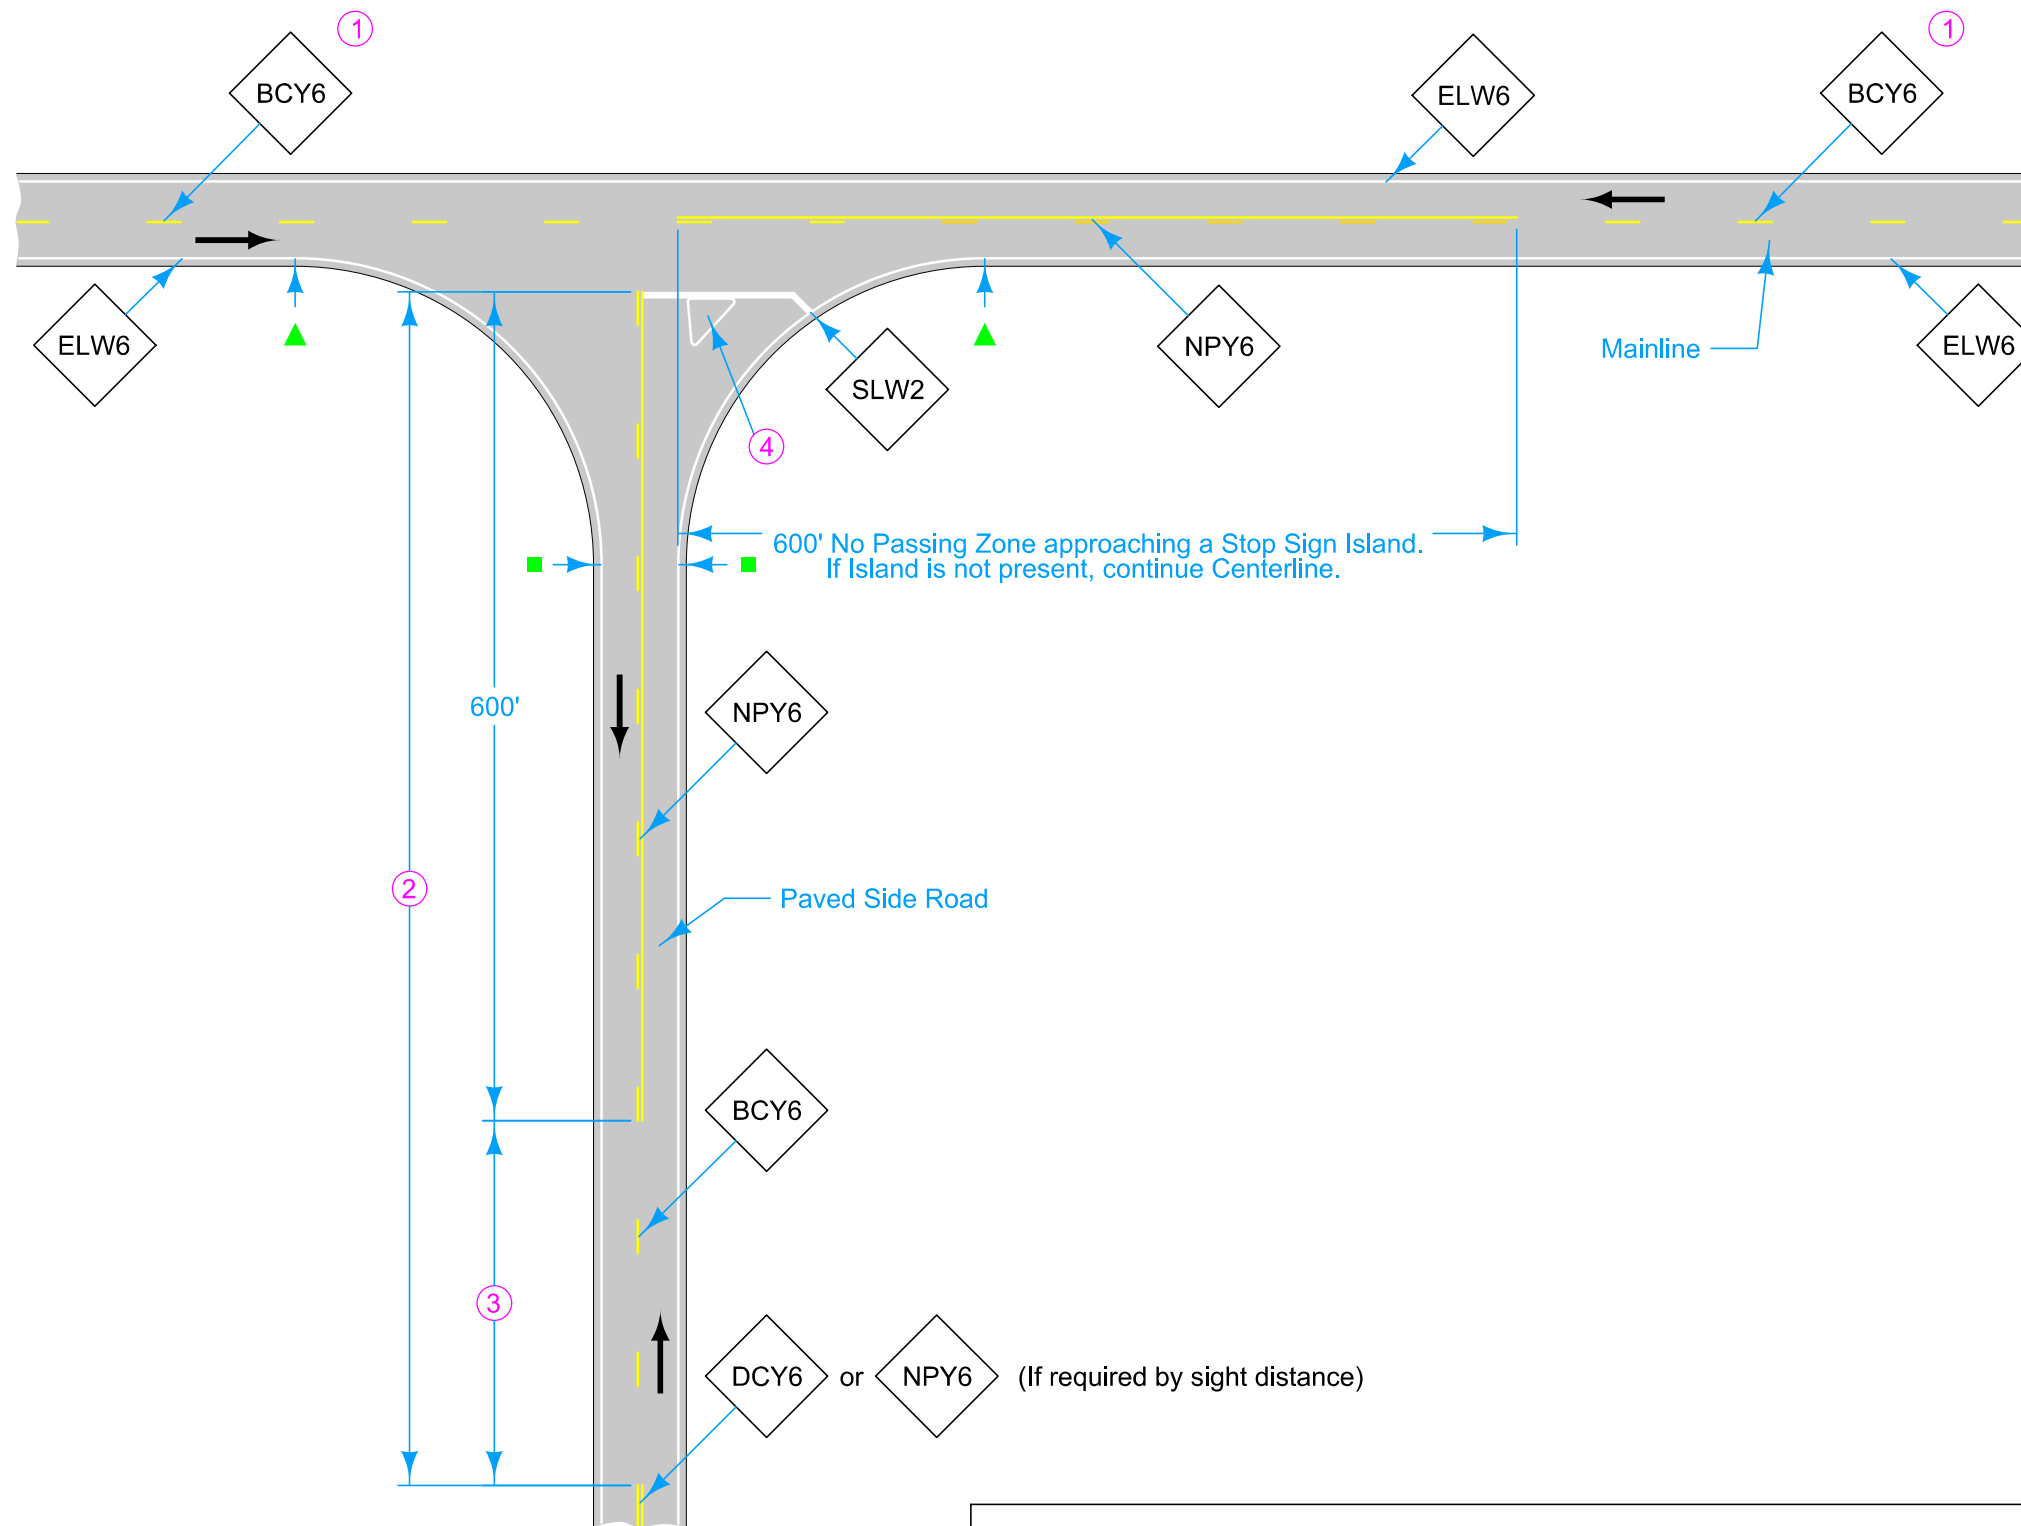 1
1
BCY6
ELW6
BCY6
ELW6
NPY6
Mainline
ELW6
SLW2
4
600' No Passing Zone approaching a Stop Sign Island.
If Island is not present, continue Centerline.
600'
NPY6
2
Paved Side Road
BCY6
3
DCY6 or NPY6 (If required by sight distance)